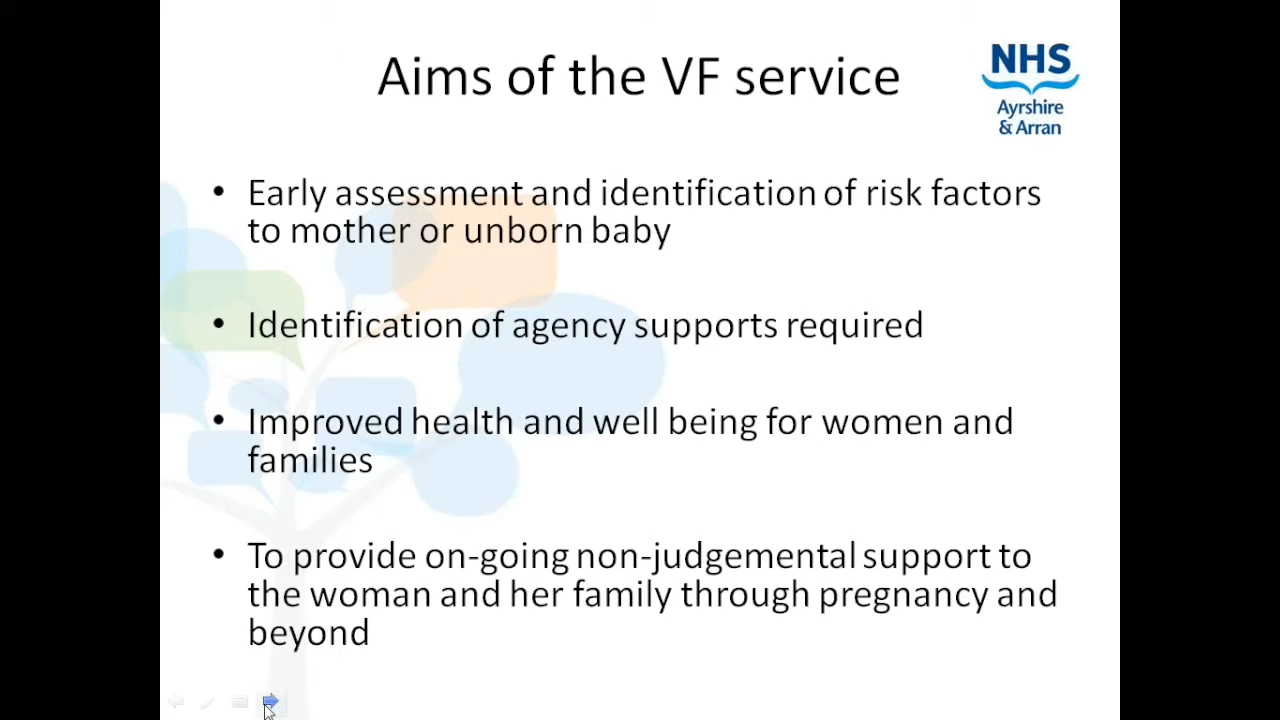 Aims of the VF service
NHS
Ayrshire
& Arran
• Early assessment and identification of risk factors
to mother or unborn baby
• Identification of agency supports required
• Improved health and well being for women and
families
• To provide on-going non-judgemental support to
the woman and her family through pregnancy and
beyond